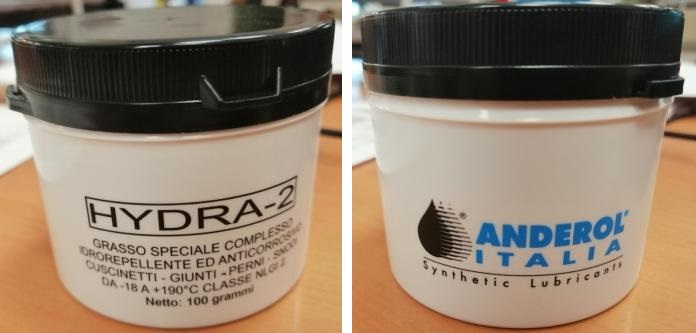 HYDRA-2
GRASSO SPECIALE COMPLESSO
IDROREPELLENTE ED ANTICORROSIVO
CUSCINETTI - GIUNTI - PERNI - SNODI
DA -18 A +190°C CLASSE NLGI 2
Netto: 100 grammi
ANDEROL®
ITALIA
Synthetic Lubricants